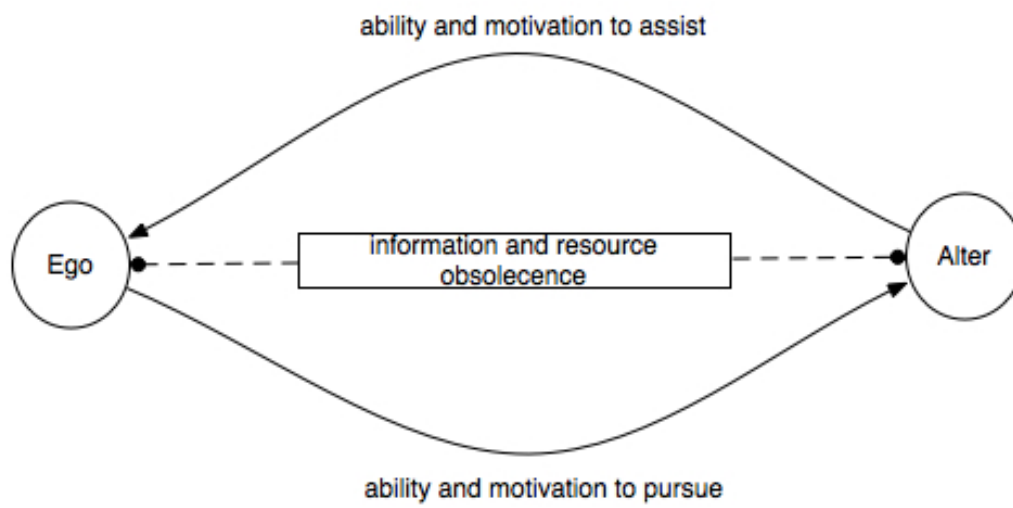 ability and motivation to assist
Ego
information and resource
obsolecence
Alter
ability and motivation to pursue